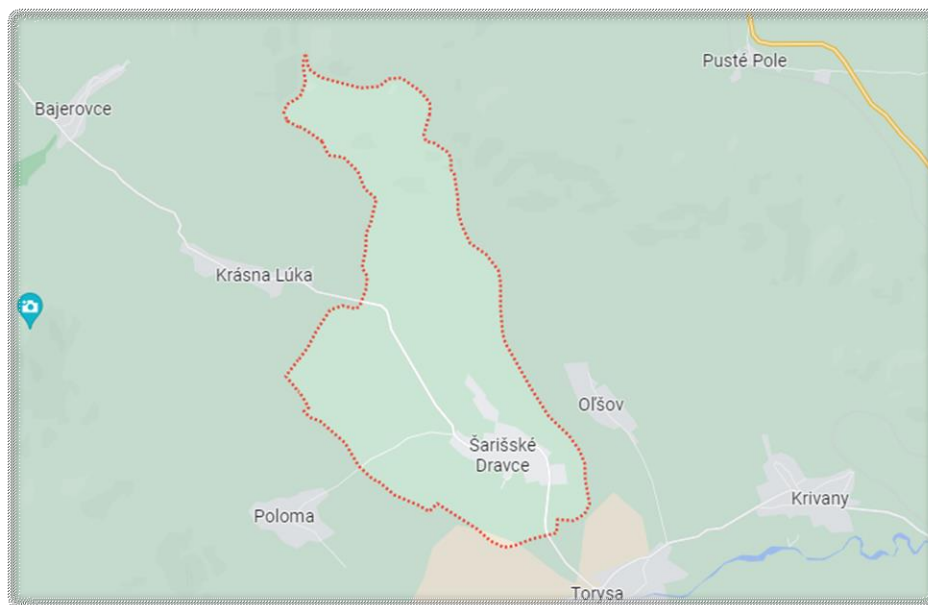 Pusté Pole
Bajerovce
Krásna Lúka
Oľšov
Šarišské
Dravce
Krivany
Poloma
Torysa